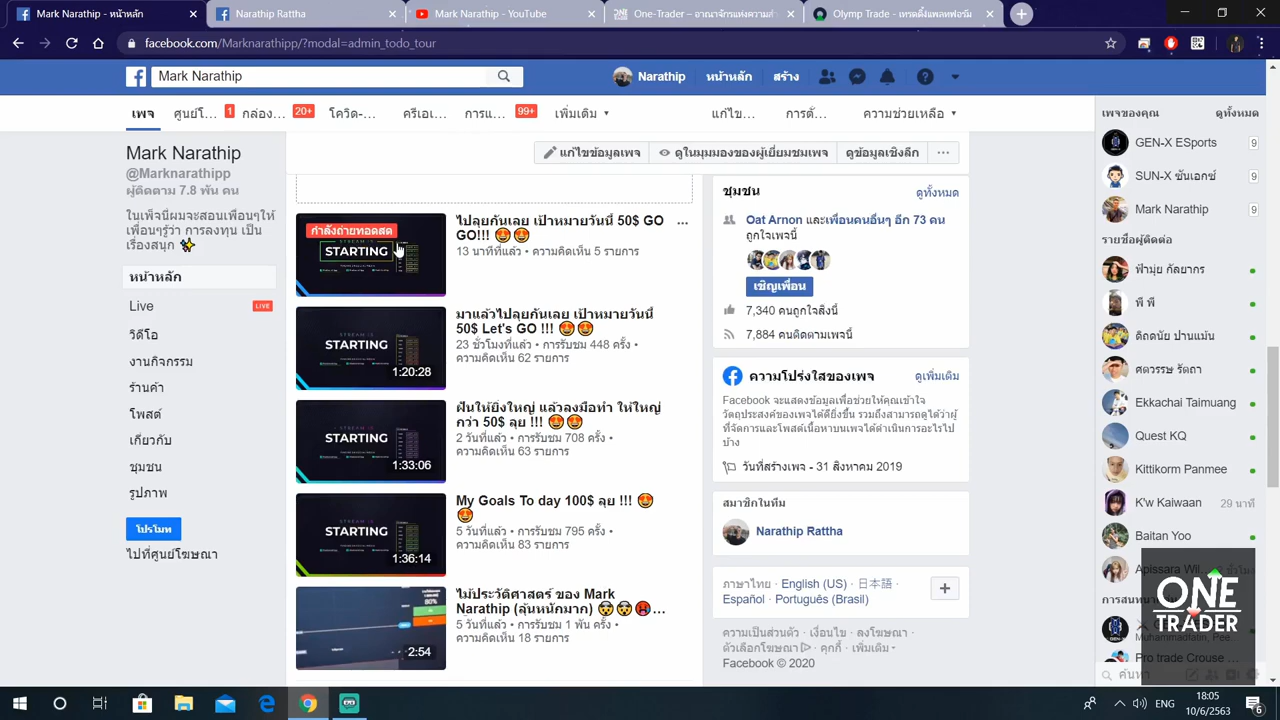 Mark Narathip
Narathip Rattha
Mark Narathip - YouTube
One-Trader – อาณาจักรแห่งความสำ
Olymp Trade - เทรดดิ้งแพลทฟอร์ม
facebook.com/Marknarathipp/?modal=admin_todo_tour
Mark Narathip
Narathip
หน้าหลัก
สร้าง
เพจ
ศูนย์โ...
1
กล่อง...
20+
โควิด-...
ครีเอ...
การแ...
99+
เพิ่มเติม
แก้ไข...
การตั้...
ความช่วยเหลือ
Mark Narathip
@Marknarathipp
ผู้ติดตาม 7.8 พัน คน
ในเพ็จนี้ผมจะสอนเพื่อนๆให้
เพื่อนๆรู้ว่า การลงทุน เป็น
เรื่องสนุก
หน้าหลัก
Live
LIVE
วิดีโอ
งานกิจกรรม
ร้านค้า
โพสต์
เกี่ยวกับ
ชุมชน
รูปภาพ
โปรโมท
ไปที่ศูนย์โฆษณา
แก้ไขข้อมูลเพจ
ดูในมุมมองของผู้เยี่ยมชมเพจ
ดูข้อมูลเชิงลึก
กำลังถ่ายทอดสด
STARTING
ไปลุยกันเลย เป้าหมายวันนี้ 50$ GO
GO!!!
13 นาทีที่แล้ว • ความคิดเห็น 5 รายการ
STREAM IS
STARTING
1:20:28
มาแล้วไปลุยกันเลย เป้าหมายวันนี้
50$ Let's GO !!!
23 ชั่วโมงที่แล้ว • การรับชม 448 ครั้ง •
ความคิดเห็น 62 รายการ
STREAM IS
STARTING
1:33:06
ฝันให้ยิ่งใหญ่ แล้วลงมือทำ ให้ใหญ่
กว่า 50$ ลุย !!!
2 วันที่แล้ว • การรับชม 708 ครั้ง •
ความคิดเห็น 63 รายการ
STREAM IS
STARTING
1:36:14
My Goals To day 100$ ลุย !!!
5 วันที่แล้ว • การรับชม 795 ครั้ง •
ความคิดเห็น 83 รายการ
2:54
ไม้ประวัติศาสตร์ ของ Mark
Narathip (ลุ้นหนักมาก) ...
5 วันที่แล้ว • การรับชม 1 พัน ครั้ง •
ความคิดเห็น 18 รายการ
ชุมชน
ดูทั้งหมด
Oat Arnon และเพื่อนคนอื่นๆ อีก 73 คน
ถูกใจเพจนี้
เชิญเพื่อน
7,340 คนถูกใจสิ่งนี้
7,884 คนติดตามเพจนี้
ความโปร่งใสของเพจ
ดูเพิ่มเติม
Facebook จะแสดงข้อมูลเพื่อช่วยให้คุณเข้าใจ
วัตถุประสงค์ของเพจได้ดียิ่งขึ้น รวมถึงสามารถดูได้ว่าผู้
ที่จัดการและโพสต์เนื้อหาบนเพจได้ดำเนินการอะไรไป
บ้าง
วันที่สร้างเพจ - 31 สิงหาคม 2019
สมาชิกในทีม
Narathip Rattha
ภาษาไทย · English (US) · 日本語 ·
Español · Português (Brasil)
ความเป็นส่วนตัว · เงื่อนไข · ลงโฆษณา ·
ตัวเลือกโฆษณา · คุกกี้ · เพิ่มเติม
Facebook © 2020
เพจของคุณ
ดูทั้งหมด
GEN-X ESports
9
SUN-X ซันเอกซ์
9
Mark Narathip
9
รายชื่อผู้ติดต่อ
ฟ้ามุ่ย กัลยากร
พี พี
ติกดนัย ปานแม้น
ศตวรรษ รัตถา
Ekkachai Taimuang
Quest KQ
Kittikorm Panmee
K'w Kaiwaan
29 นาที
Baitan Yoo
Apissara Wil...
การสนทนา
Muhammadfatin, Pee...
Pro trade Crouse ...
ค้นหา
ONE
TRADER
ENG
18:05
10/6/2563
6